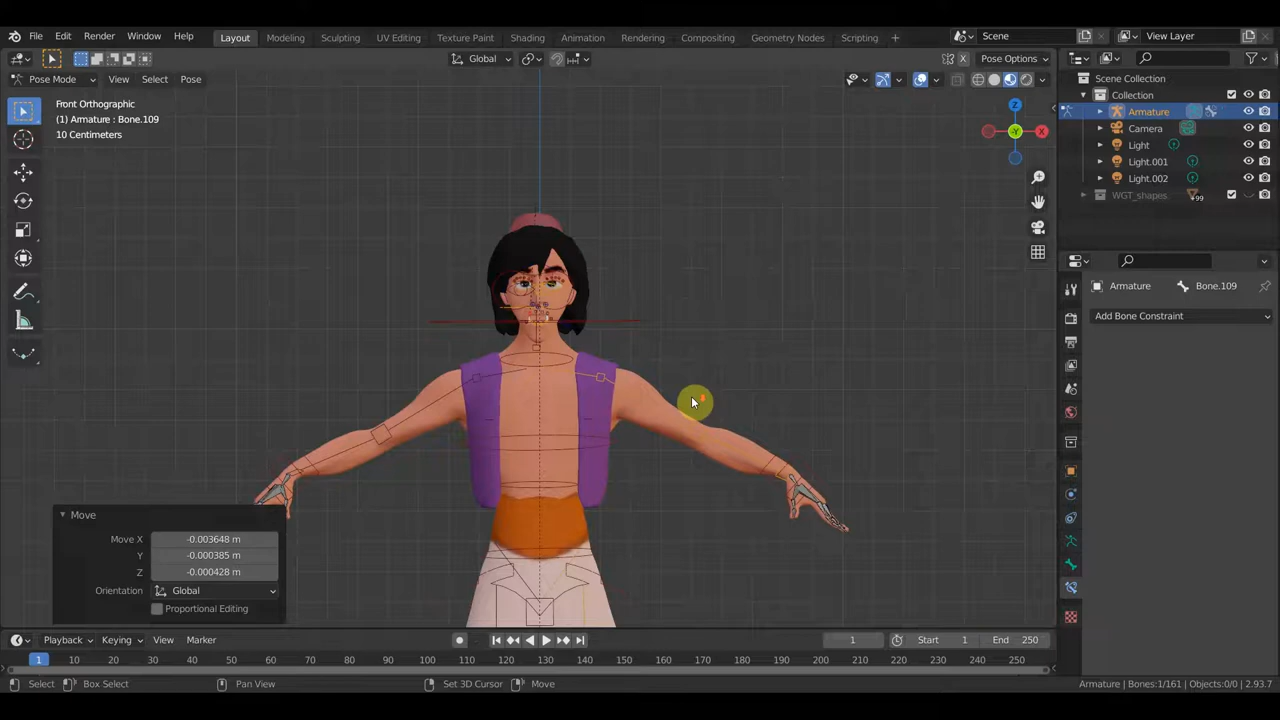 File Edit Render Window Help Layout Modeling Sculpting UV Editing Texture Paint Shading Animation Rendering Compositing Geometry Nodes Scripting + Scene View Layer
Global X Pose Options
Pose Mode View Select Pose
Front Orthographic
(1) Armature : Bone.109
10 Centimeters
Z
-Y
X
Scene Collection
Collection
Armature
Camera
Light
Light.001
Light.002
WGT_shapes
99
Armature Bone.109
Add Bone Constraint
Move
Move X -0.003648 m
Y -0.000385 m
Z -0.000428 m
Orientation Global
Proportional Editing
Playback Keying View Marker 1 Start 1 End 250
1 10 20 30 40 50 60 70 80 90 100 110 120 130 140 150 160 170 180 190 200 210 220 230 240 250
Select Box Select Pan View Set 3D Cursor Move Armature | Bones:1/161 | Objects:0/0 | 2.93.7